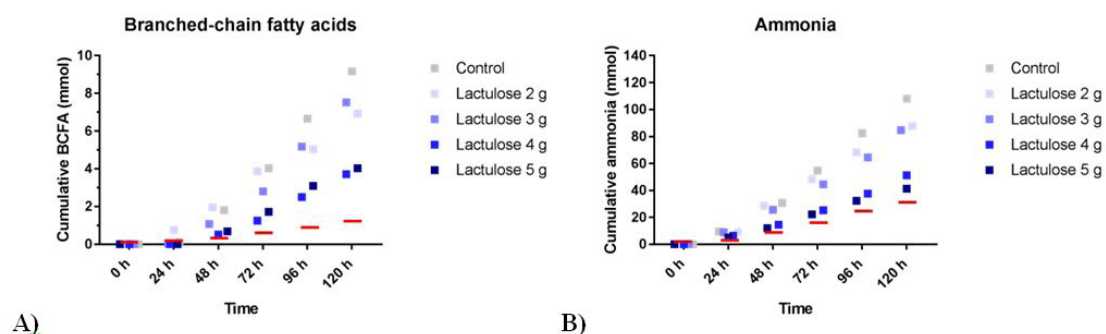 A)
Branched-chain fatty acids
Cumulative BCFA (mmol)
10
8
6
4
2
0
0 h
24 h
48 h
72 h
96 h
120 h
Time
Control
Lactulose 2 g
Lactulose 3 g
Lactulose 4 g
Lactulose 5 g
B)
Ammonia
Cumulative ammonia (mmol)
140
120
100
80
60
40
20
0
0 h
24 h
48 h
72 h
96 h
120 h
Time
Control
Lactulose 2 g
Lactulose 3 g
Lactulose 4 g
Lactulose 5 g